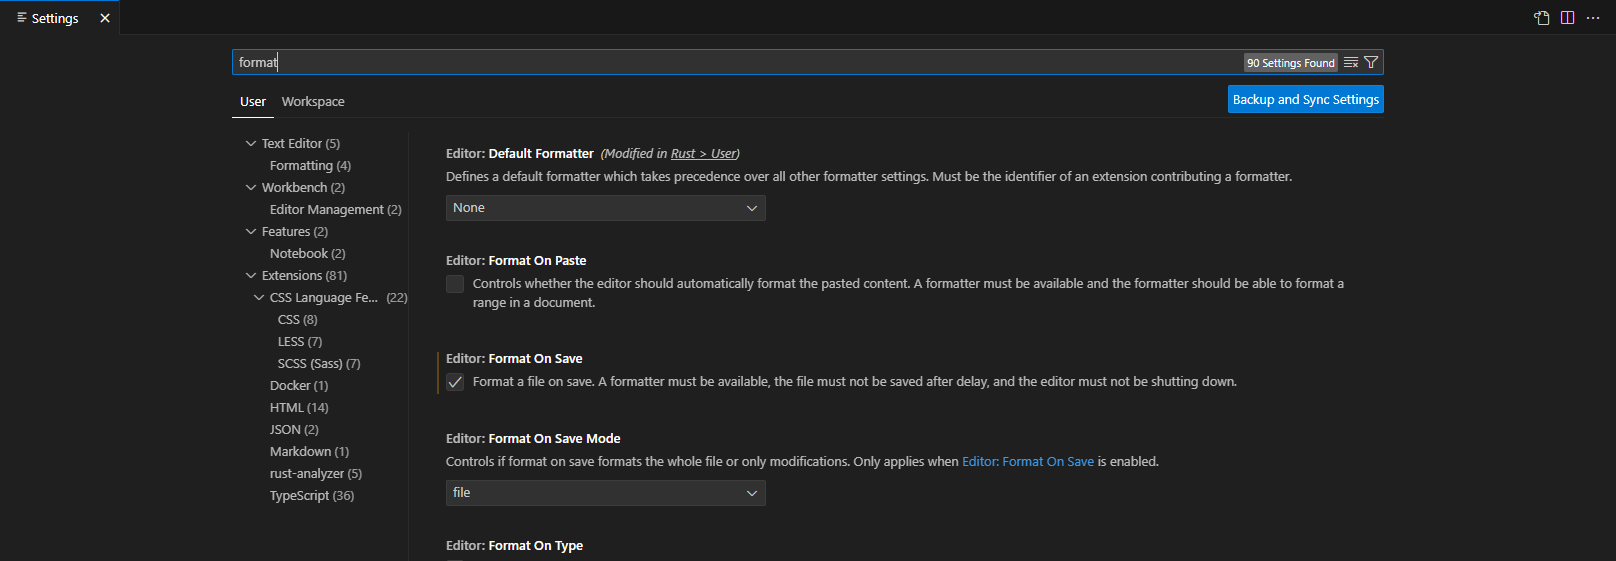 Settings
format
90 Settings Found
User Workspace
Backup and Sync Settings
Text Editor (5)
Formatting (4)
Workbench (2)
Editor Management (2)
Features (2)
Notebook (2)
Extensions (81)
CSS Language Fe... (22)
CSS (8)
LESS (7)
SCSS (Sass) (7)
Docker (1)
HTML (14)
JSON (2)
Markdown (1)
rust-analyzer (5)
TypeScript (36)
Editor: Default Formatter (Modified in Rust > User)
Defines a default formatter which takes precedence over all other formatter settings. Must be the identifier of an extension contributing a formatter.
None
Editor: Format On Paste
Controls whether the editor should automatically format the pasted content. A formatter must be available and the formatter should be able to format a
range in a document.
Editor: Format On Save
Format a file on save. A formatter must be available, the file must not be saved after delay, and the editor must not be shutting down.
Editor: Format On Save Mode
Controls if format on save formats the whole file or only modifications. Only applies when Editor: Format On Save is enabled.
file
Editor: Format On Type